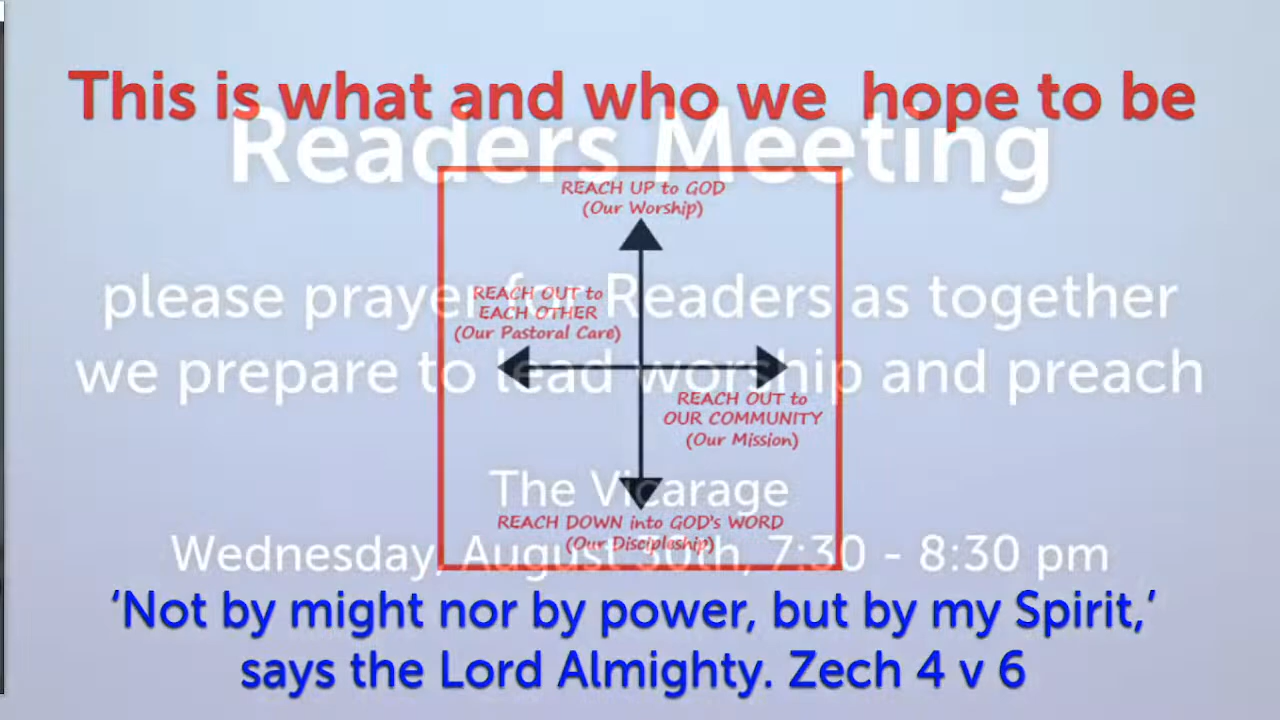 This is what and who we hope to be
Readers Meeting
REACH UP to GOD
(Our Worship)
please prayer for Readers as together
REACH OUT to
EACH OTHER
(Our Pastoral Care)
we prepare to lead worship and preach
REACH OUT to
OUR COMMUNITY
(Our Mission)
The Vicarage
REACH DOWN into GOD's WORD
(Our Discipleship)
Wednesday, August 30th, 7:30 - 8:30 pm
‘Not by might nor by power, but by my Spirit,’
says the Lord Almighty. Zech 4 v 6